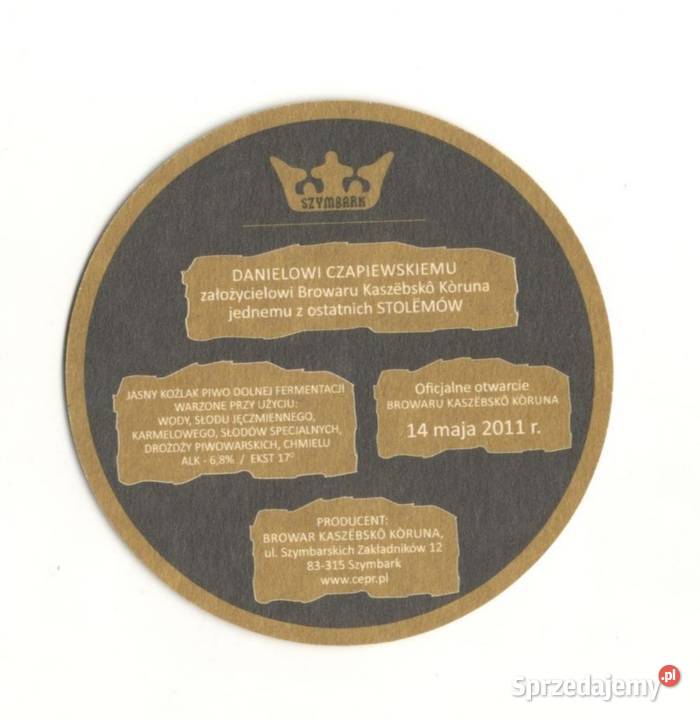 SZYMBARK
DANIELOWI CZAPIEWSKIEMU
założycielowi Browaru Kaszëbskô Kòruna
jednemu z ostatnich STOLËMÓW
JASNY KOŹLAK PIWO DOLNEJ FERMENTACJI
WARZONE PRZY UŻYCIU:
WODY, SŁODU JĘCZMIENNEGO,
KARMELOWEGO, SŁODÓW SPECJALNYCH,
DROŻDŻY PIWOWARSKICH, CHMIELU
ALK - 6,8% / EKST 17⁰
Oficjalne otwarcie
BROWARU KASZËBSKÔ KÒRUNA
14 maja 2011 r.
PRODUCENT:
BROWAR KASZËBSKÔ KÒRUNA,
ul. Szymbarskich Zakładników 12
83-315 Szymbark
www.cepr.pl
Sprzedajemy.pl